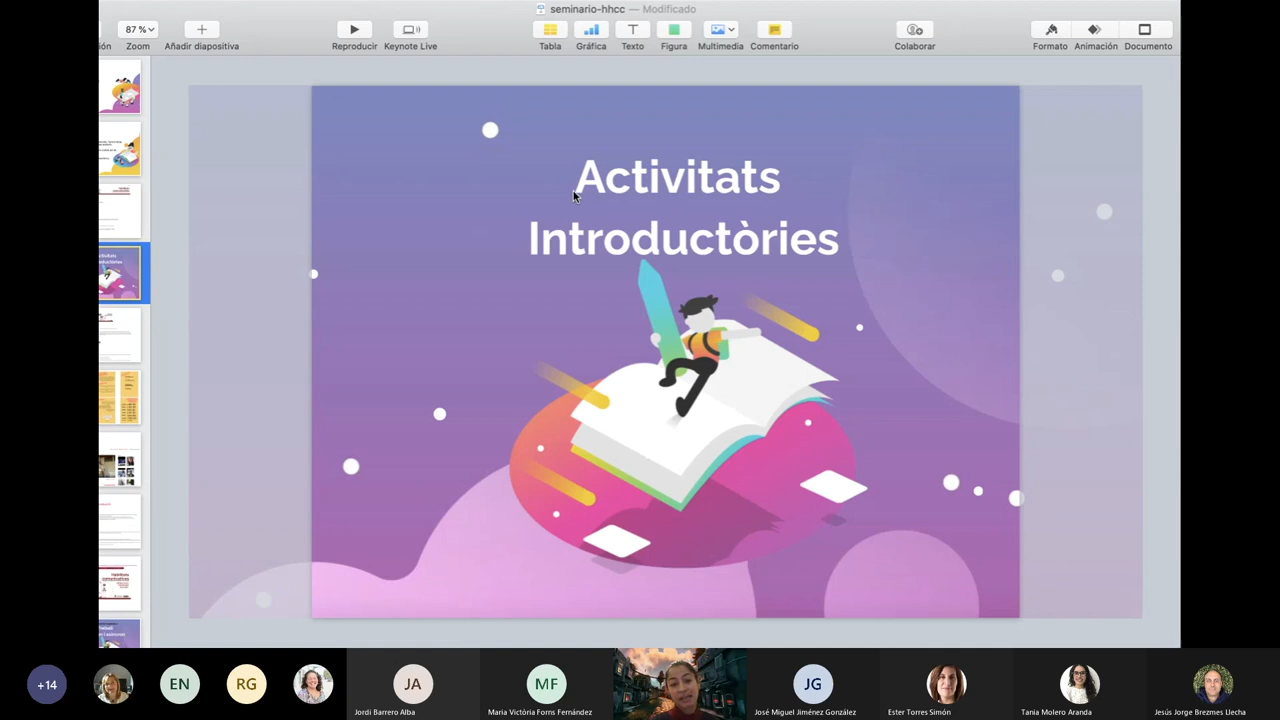 seminario-hhcc — Modificado
87 %
ón
Zoom
Añadir diapositiva
Reproducir
Keynote Live
Tabla
Gráfica
Texto
Figura
Multimedia
Comentario
Colaborar
Formato
Animación
Documento
Activitats
Introductòries
+14
EN
RG
JA
MF
JG
Jordi Barrero Alba
Maria Victòria Forns Fernández
José Miguel Jiménez González
Ester Torres Simón
Tania Molero Aranda
Jesús Jorge Brezmes Llecha